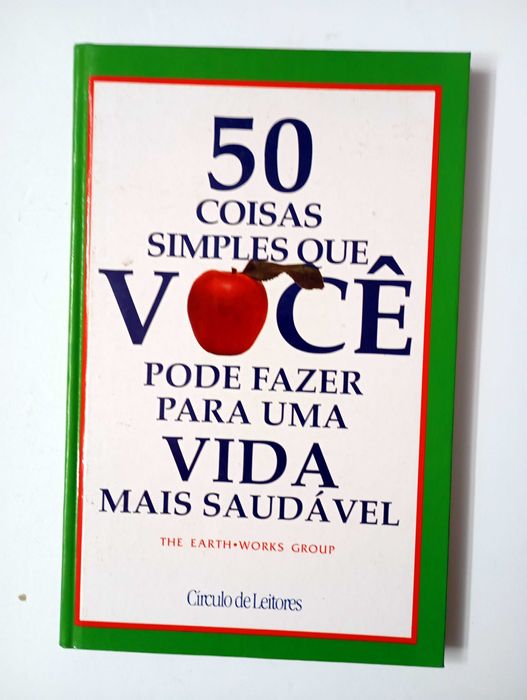 50
COISAS
SIMPLES QUE
VOCÊ
PODE FAZER
PARA UMA
VIDA
MAIS SAUDÁVEL
THE EARTH•WORKS GROUP
Círculo de Leitores